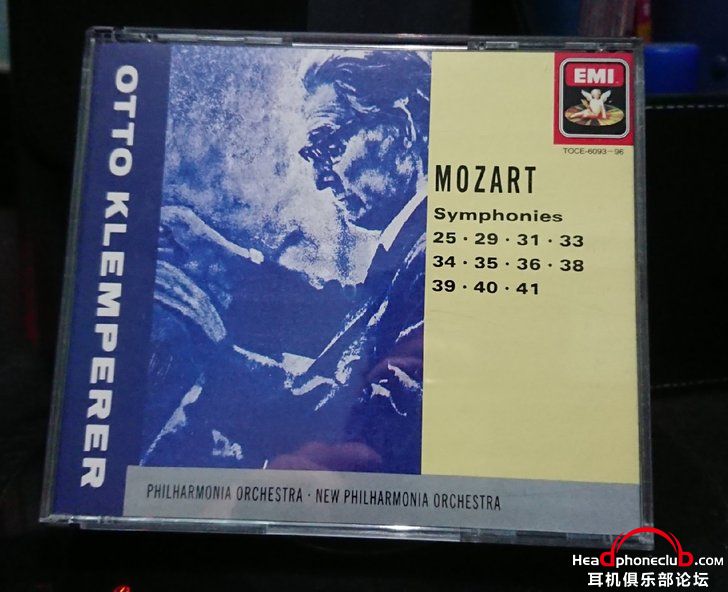 OTTO KLEMPERER
EMI
TOCE-6093-96
MOZART
Symphonies
25 · 29 · 31 · 33
34 · 35 · 36 · 38
39 · 40 · 41
PHILHARMONIA ORCHESTRA · NEW PHILHARMONIA ORCHESTRA
HeadphoneclubD.com
耳机俱乐部论坛